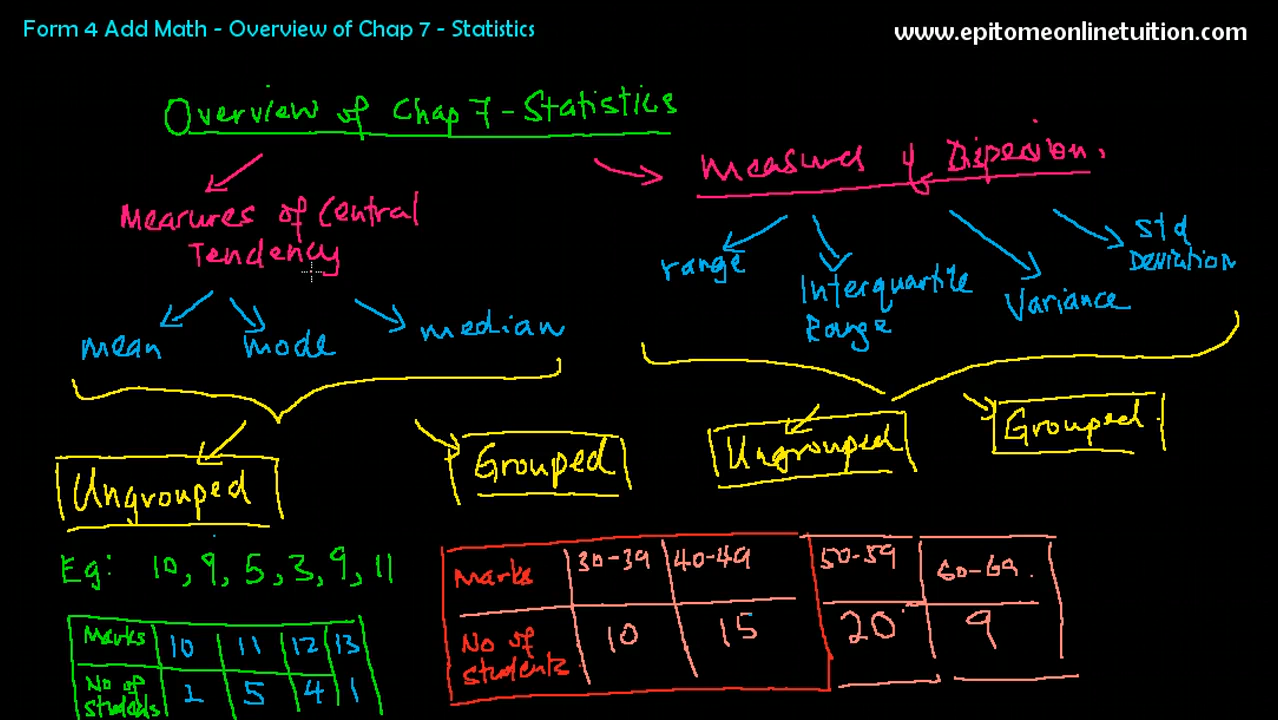 Form 4 Add Math - Overview of Chap 7 - Statistics
www.epitomeonlinetuition.com
Overview of Chap 7 - Statistics
Measures of Central
Tendency
mean
mode
median
Measures of Dispersion.
range
Interquartile
Range
Variance
Std
Deviation
Ungrouped
Grouped
Ungrouped
Grouped
Eg: 10, 9, 5, 3, 9, 11
Marks 10 11 12 13
No of
students 2 5 4 1
Marks 30-39 40-49 50-59 60-69.
No of
students 10 15 20 9